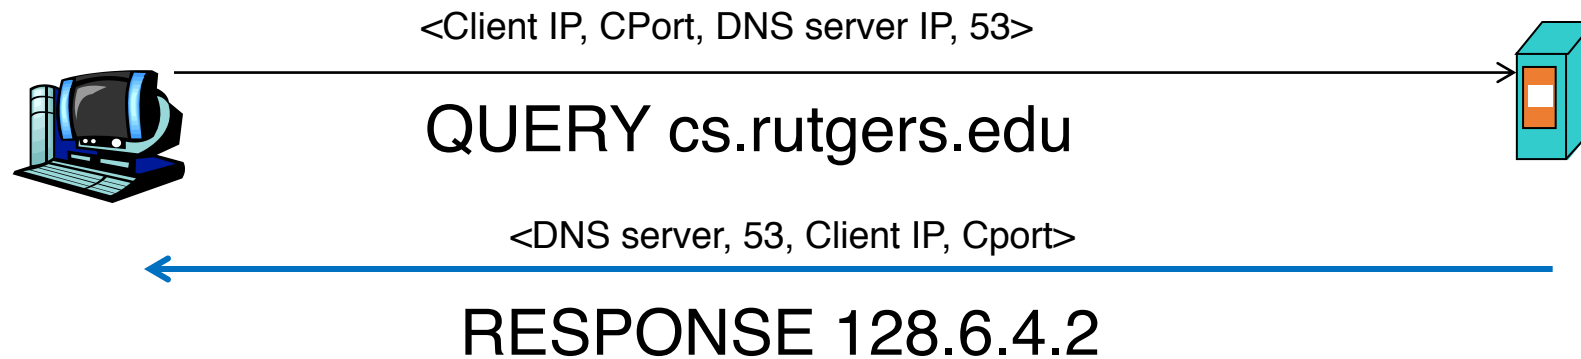 <Client IP, CPort, DNS server IP, 53>
QUERY cs.rutgers.edu
<DNS server, 53, Client IP, Cport>
RESPONSE 128.6.4.2